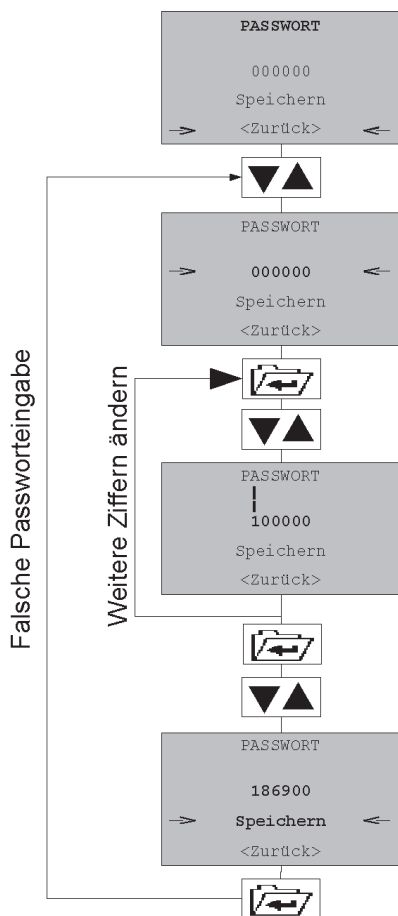 PASSWORT
000000
Speichern
<Zurück>
PASSWORT
000000
Speichern
<Zurück>
Falsche Passworteingabe
Weitere Ziffern ändern
PASSWORT
100000
Speichern
<Zurück>
PASSWORT
186900
Speichern
<Zurück>